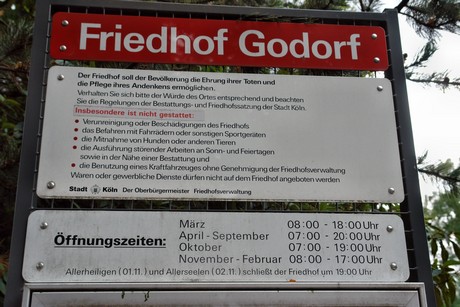 Friedhof Godorf
Der Friedhof soll der Bevölkerung die Ehrung ihrer Toten und
die Pflege ihres Andenkens ermöglichen.
Verhalten Sie sich bitte der Würde des Ortes entsprechend und beachten
Sie die Regelungen der Bestattungs- und Friedhofssatzung der Stadt Köln.
Insbesondere ist nicht gestattet:
• Verunreinigung oder Beschädigungen des Friedhofs
• das Befahren mit Fahrrädern oder sonstigen Sportgeräten
• die Mitnahme von Hunden oder anderen Tieren
• die Ausführung störender Arbeiten an Sonn- und Feiertagen
sowie in der Nähe einer Bestattung und
• die Benutzung eines Kraftfahrzeuges ohne Genehmigung der Friedhofsverwaltung
Waren oder gewerbliche Dienste dürfen nicht auf dem Friedhof angeboten werden
Stadt Köln Der Oberbürgermeister Friedhofsverwaltung
Öffnungszeiten:
März 08:00 - 18:00 Uhr
April - September 07:00 - 20:00 Uhr
Oktober 07:00 - 19:00 Uhr
November - Februar 08:00 - 17:00 Uhr
Allerheiligen (01.11.) und Allerseelen (02.11.) schließt der Friedhof um 19:00 Uhr